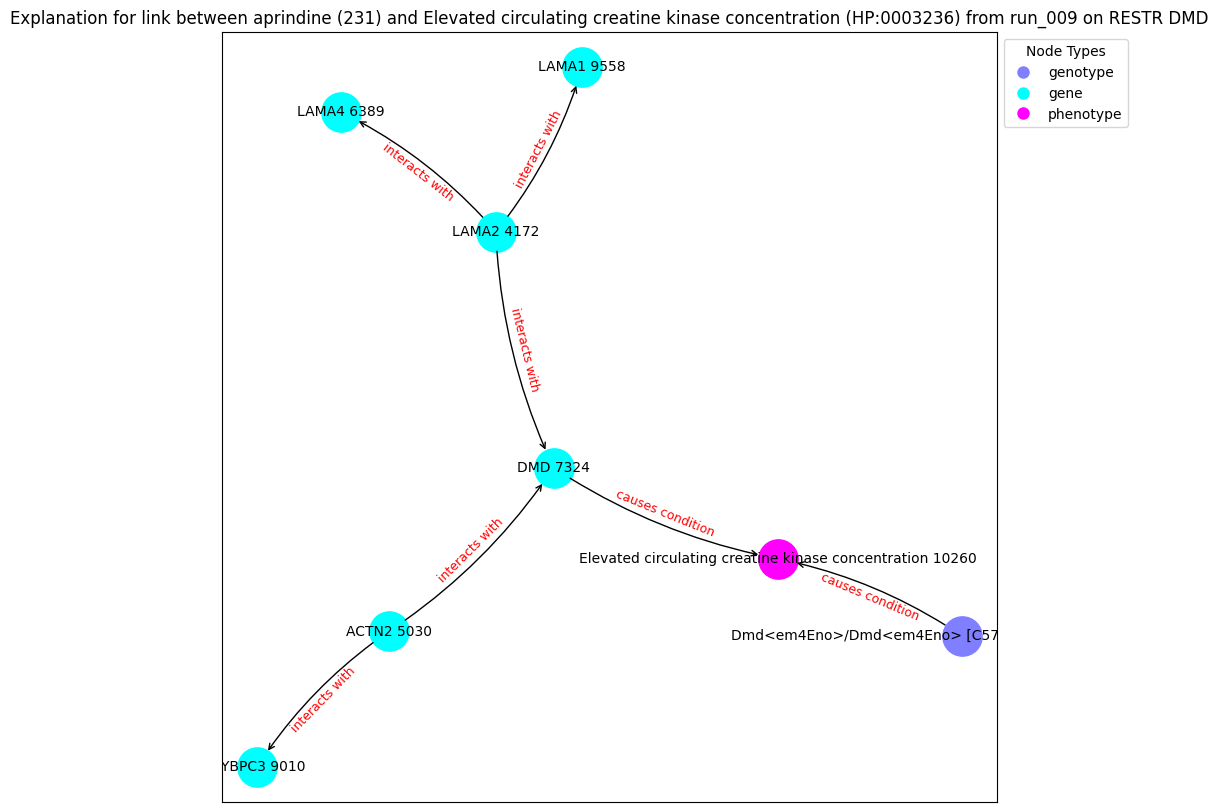 Explanation for link between aprindine (231) and Elevated circulating creatine kinase concentration (HP:0003236) from run_009 on RESTR DMD
Node Types
genotype
gene
phenotype
LAMA1 9558
LAMA4 6389
interacts with
interacts with
LAMA2 4172
interacts with
DMD 7324
causes condition
interacts with
Elevated circulating creatine kinase concentration 10260
causes condition
ACTN2 5030
Dmd<em4Eno>/Dmd<em4Eno> [C57
interacts with
YBPC3 9010